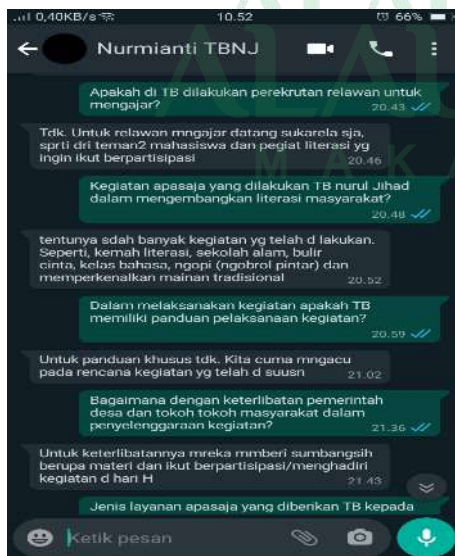 0,40KB/s
10.52
66%
Nurmianti TBNJ
Apakah di TB dilakukan perekrutan relawan untuk
mengajar?
20.43
Tdk. Untuk relawan mngajar datang sukarela sja,
sprti dri teman2 mahasiswa dan pegiat literasi yg
ingin ikut berpartisipasi
20.46
Kegiatan apasaja yang dilakukan TB nurul Jihad
dalam mengembangkan literasi masyarakat?
20.48
tentunya sdah banyak kegiatan yg telah d lakukan.
Seperti, kemah literasi, sekolah alam, bulir
cinta, kelas bahasa, ngopi (ngobrol pintar) dan
memperkenalkan mainan tradisional
20.52
Dalam melaksanakan kegiatan apakah TB
memiliki panduan pelaksanaan kegiatan?
20.59
Untuk panduan khusus tdk. Kita cuma mngacu
pada rencana kegiatan yg telah d suusn
21.02
Bagaimana dengan keterlibatan pemerintah
desa dan tokoh tokoh masyarakat dalam
penyelenggaraan kegiatan?
21.36
Untuk keterlibatannya mreka mmberi sumbangsih
berupa materi dan ikut berpartisipasi/menghadiri
kegiatan d hari H
21.43
Jenis layanan apasaja yang diberikan TB kepada
Ketik pesan